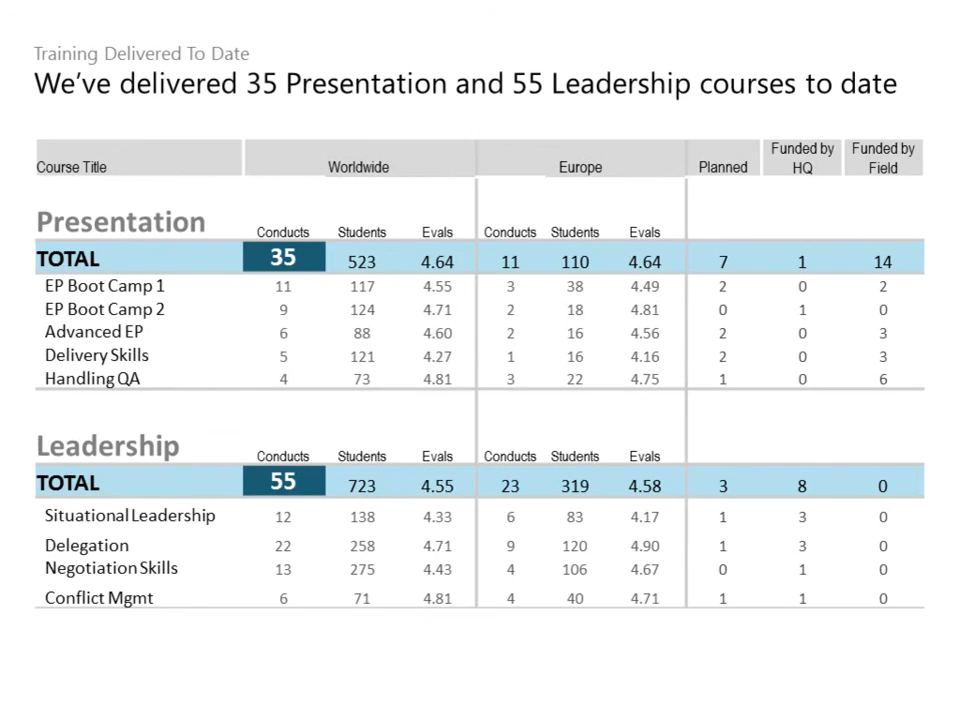 Training Delivered To Date
We've delivered 35 Presentation and 55 Leadership courses to date
Course Title Worldwide Europe Planned Funded by HQ Funded by Field
Presentation Conducts Students Evals Conducts Students Evals
TOTAL 35 523 4.64 11 110 4.64 7 1 14
EP Boot Camp 1 11 117 4.55 3 38 4.49 2 0 2
EP Boot Camp 2 9 124 4.71 2 18 4.81 0 1 0
Advanced EP 6 88 4.60 2 16 4.56 2 0 3
Delivery Skills 5 121 4.27 1 16 4.16 2 0 3
Handling QA 4 73 4.81 3 22 4.75 1 0 6
Leadership Conducts Students Evals Conducts Students Evals
TOTAL 55 723 4.55 23 319 4.58 3 8 0
Situational Leadership 12 138 4.33 6 83 4.17 1 3 0
Delegation 22 258 4.71 9 120 4.90 1 3 0
Negotiation Skills 13 275 4.43 4 106 4.67 0 1 0
Conflict Mgmt 6 71 4.81 4 40 4.71 1 1 0